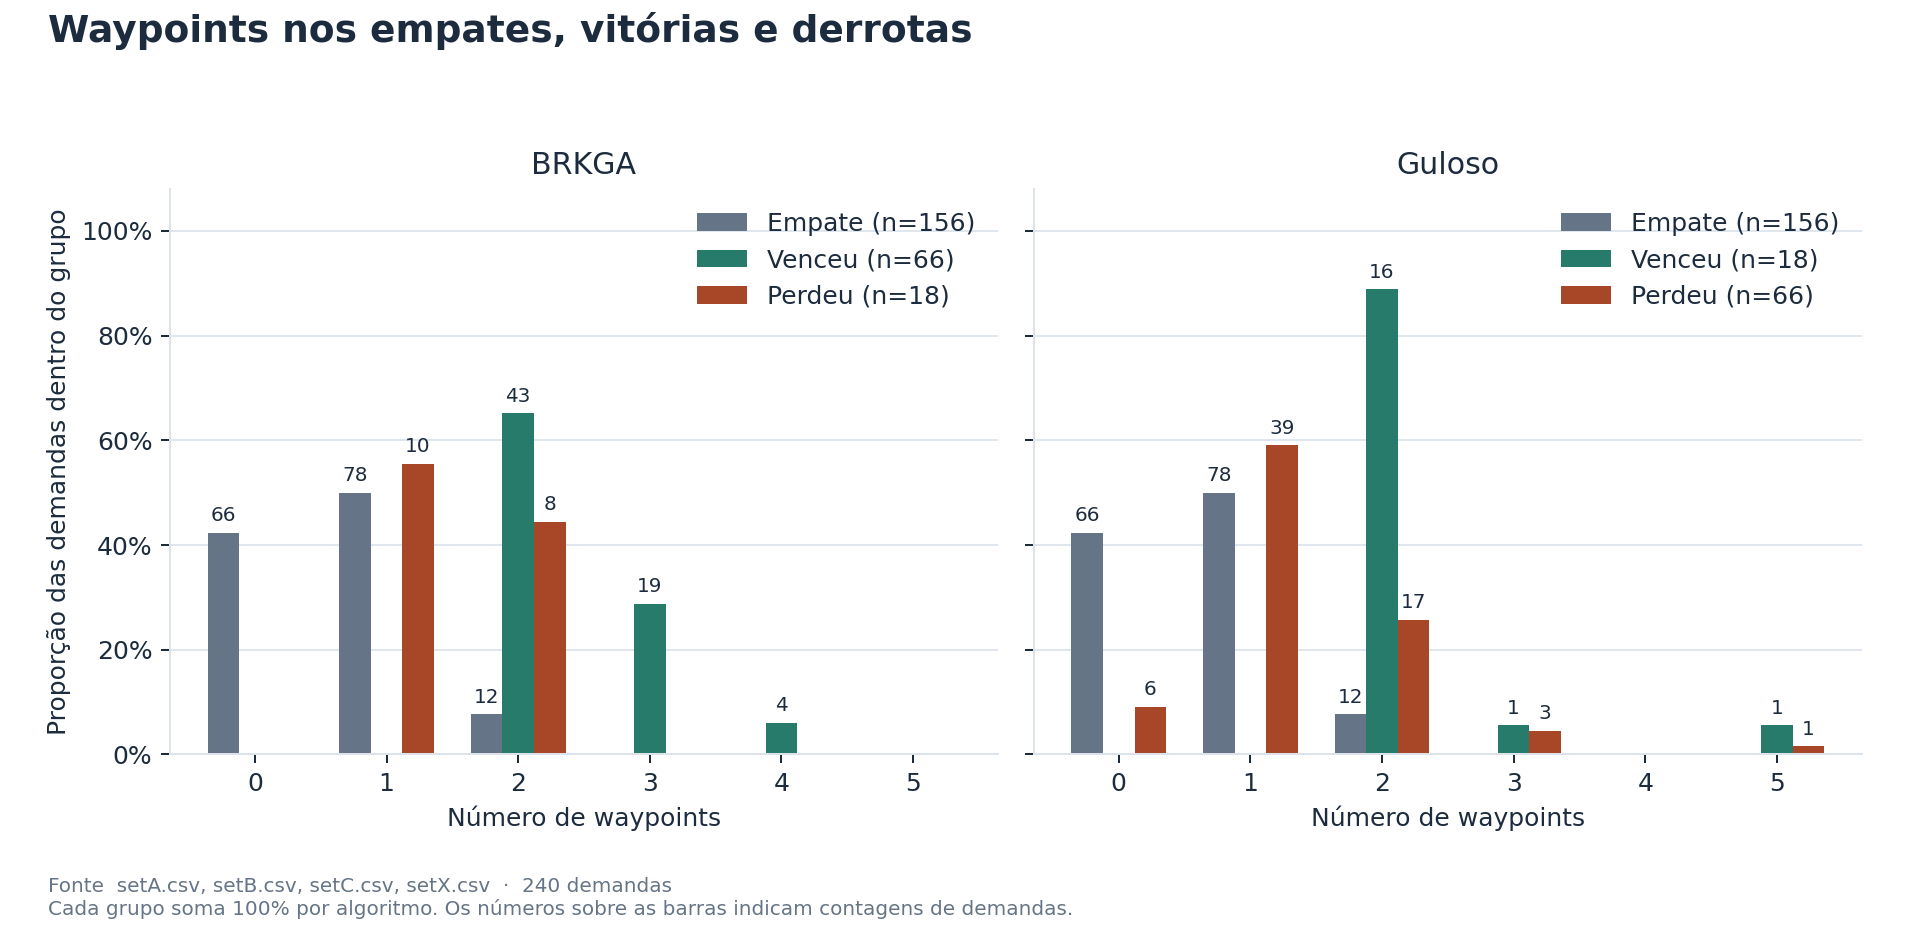 Waypoints nos empates, vitórias e derrotas
BRKGA
Proporção das demandas dentro do grupo
100%
80%
60%
40%
20%
0%
Empate (n=156)
Venceu (n=66)
Perdeu (n=18)
66
78
10
12
43
8
19
4
0
1
2
3
4
5
Número de waypoints
Guloso
Empate (n=156)
Venceu (n=18)
Perdeu (n=66)
66
6
78
39
12
16
17
1
3
1
1
0
1
2
3
4
5
Número de waypoints
Fonte  setA.csv, setB.csv, setC.csv, setX.csv  ·  240 demandas
Cada grupo soma 100% por algoritmo. Os números sobre as barras indicam contagens de demandas.